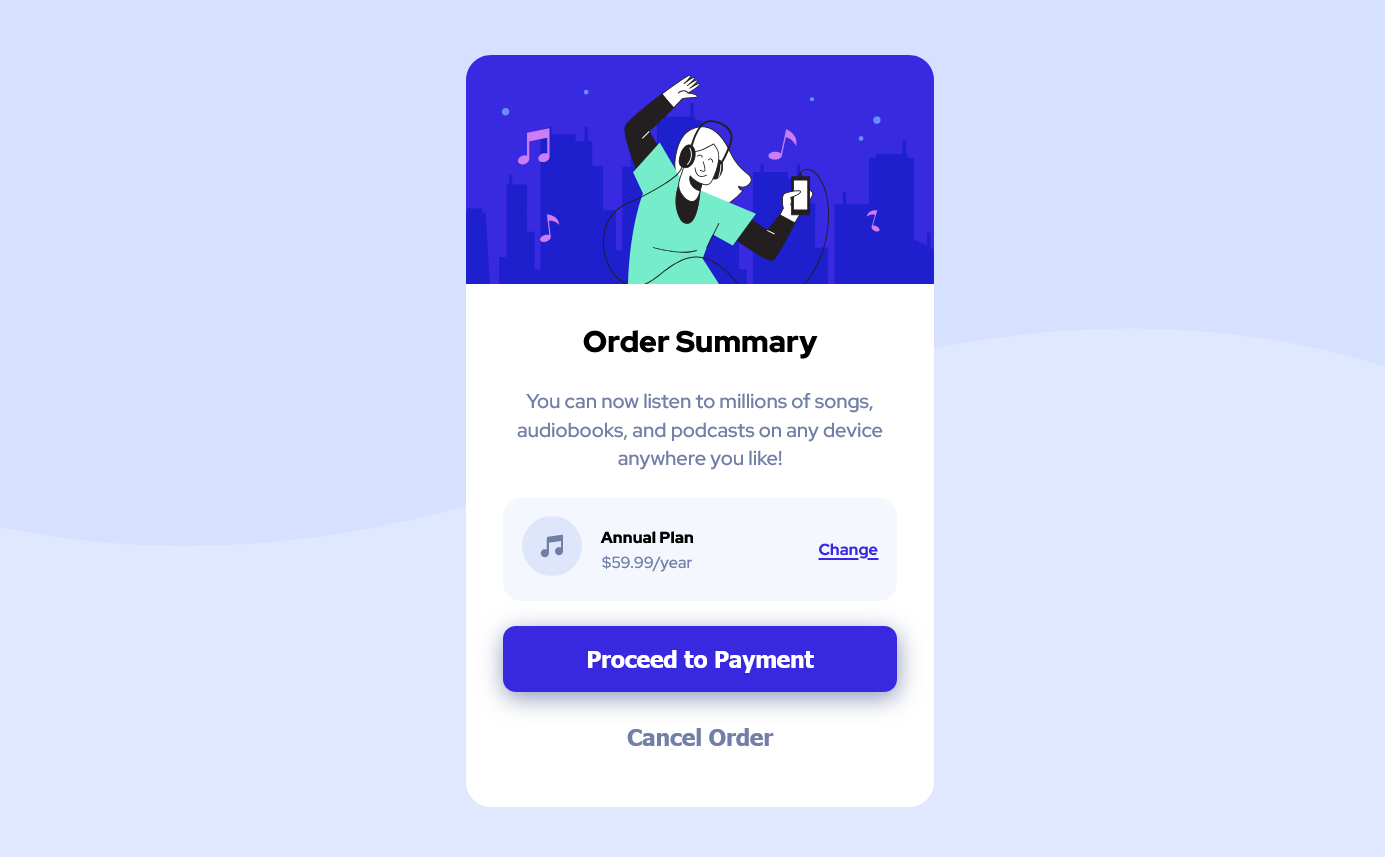 Order Summary
You can now listen to millions of songs,
audiobooks, and podcasts on any device
anywhere you like!
Annual Plan
$59.99/year
Change
Proceed to Payment
Cancel Order